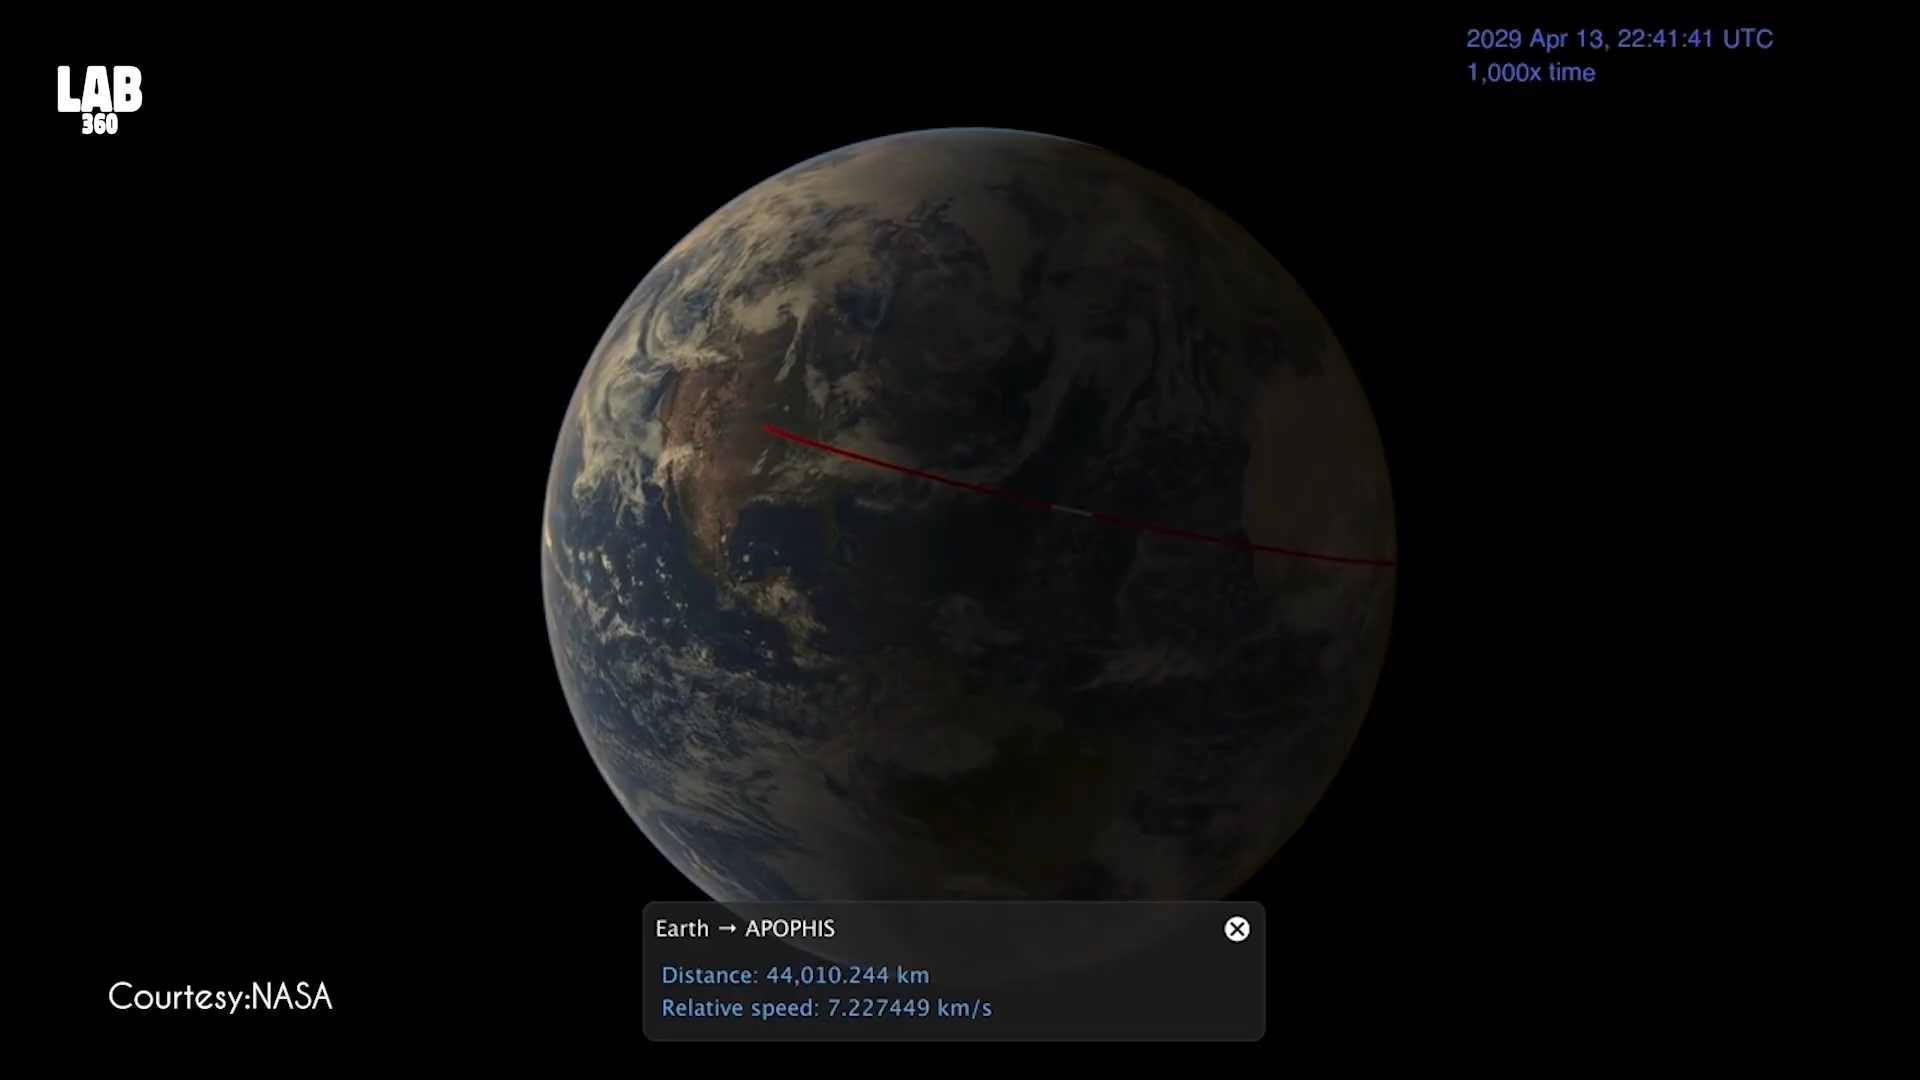 LAB
360
2029 Apr 13, 22:41:41 UTC
1,000x time
Earth → APOPHIS
Distance: 44,010.244 km
Relative speed: 7.227449 km/s
Courtesy:NASA